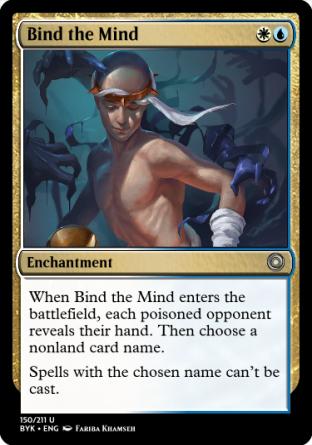 Bind the Mind
Enchantment
When Bind the Mind enters the
battlefield, each poisoned opponent
reveals their hand. Then choose a
nonland card name.
Spells with the chosen name can't be
cast.
150/211 U
BYK • ENG Fariba Khamseh